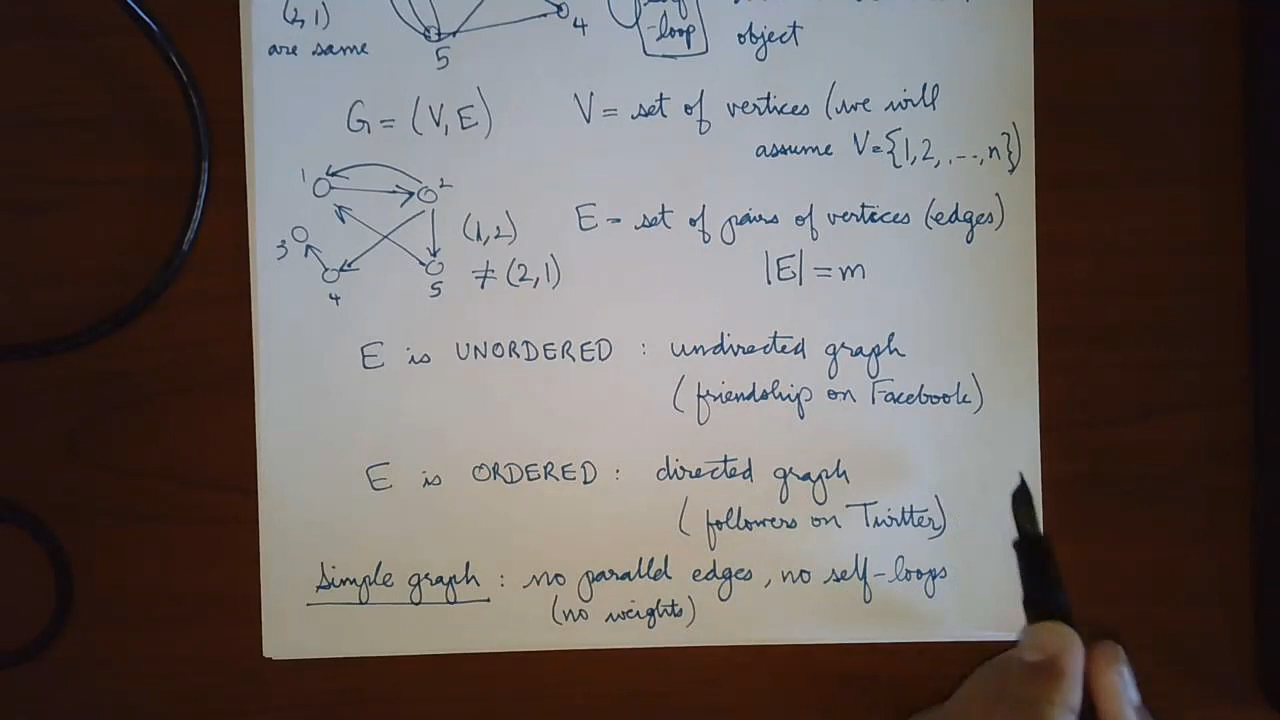 (2,1)
are same
5
4
-loop
object
G = (V, E)
V = set of vertices (we will
assume V={1,2, ..., n})
1
2
3
4
5
(1,2)
≠ (2,1)
E = set of pairs of vertices (edges)
|E| = m
E is UNORDERED : undirected graph
(friendship on Facebook)
E is ORDERED : directed graph
(followers on Twitter)
Simple graph : no parallel edges, no self-loops
(no weights)